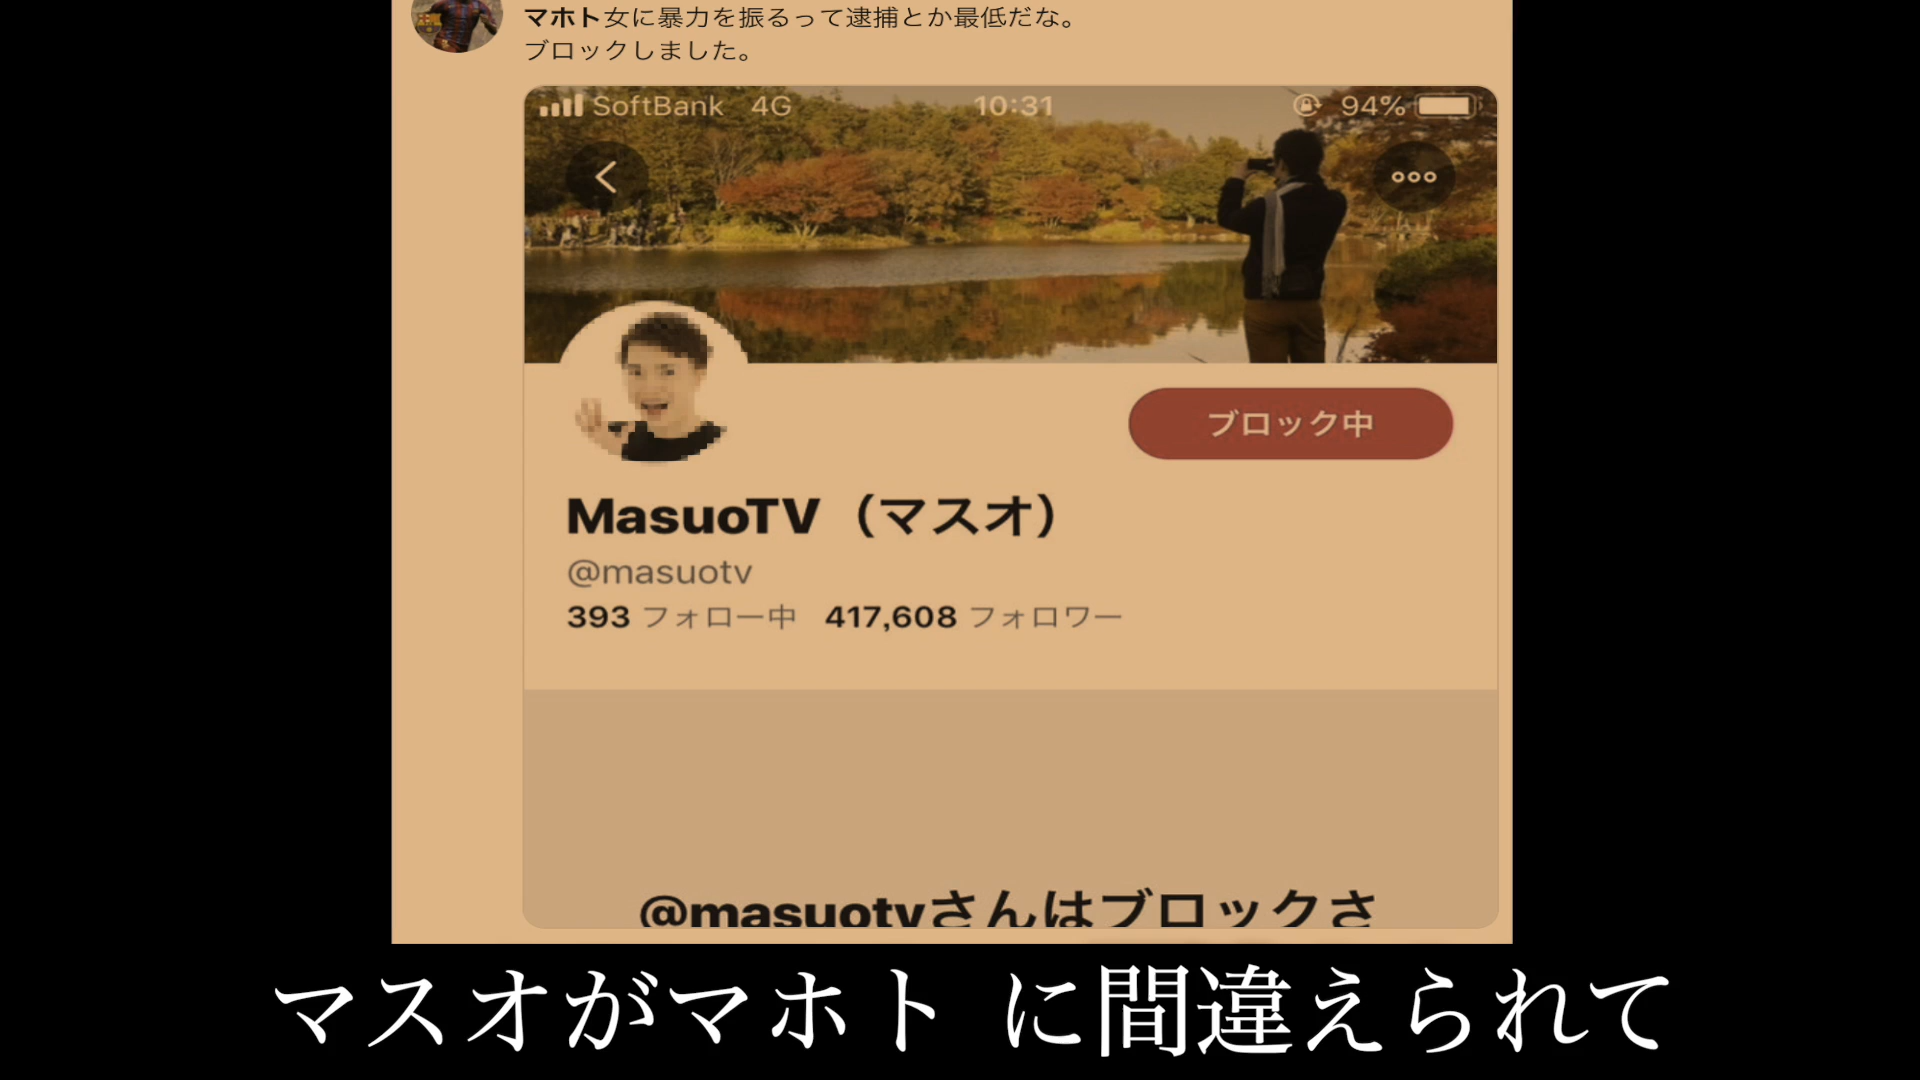 マホト女に暴力を振るって逮捕とか最低だな。
ブロックしました。
SoftBank 4G 10:31 94%
ブロック中
MasuoTV（マスオ）
@masuotv
393 フォロー中 417,608 フォロワー
@masuotvさんはブロックさ
マスオがマホト に間違えられて